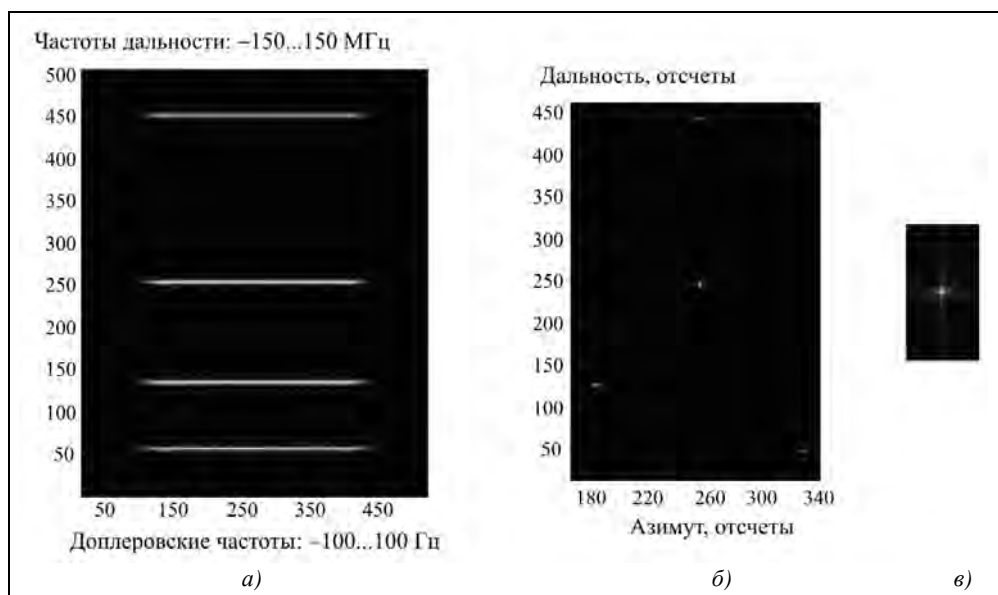 Частоты дальности: –150...150 МГц
500
450
400
350
300
250
200
150
100
50
50 150 250 350 450
Доплеровские частоты: –100...100 Гц
а)
Дальность, отсчеты
450
400
350
300
250
200
150
100
50
180 220 260 300 340
Азимут, отсчеты
б)
в)